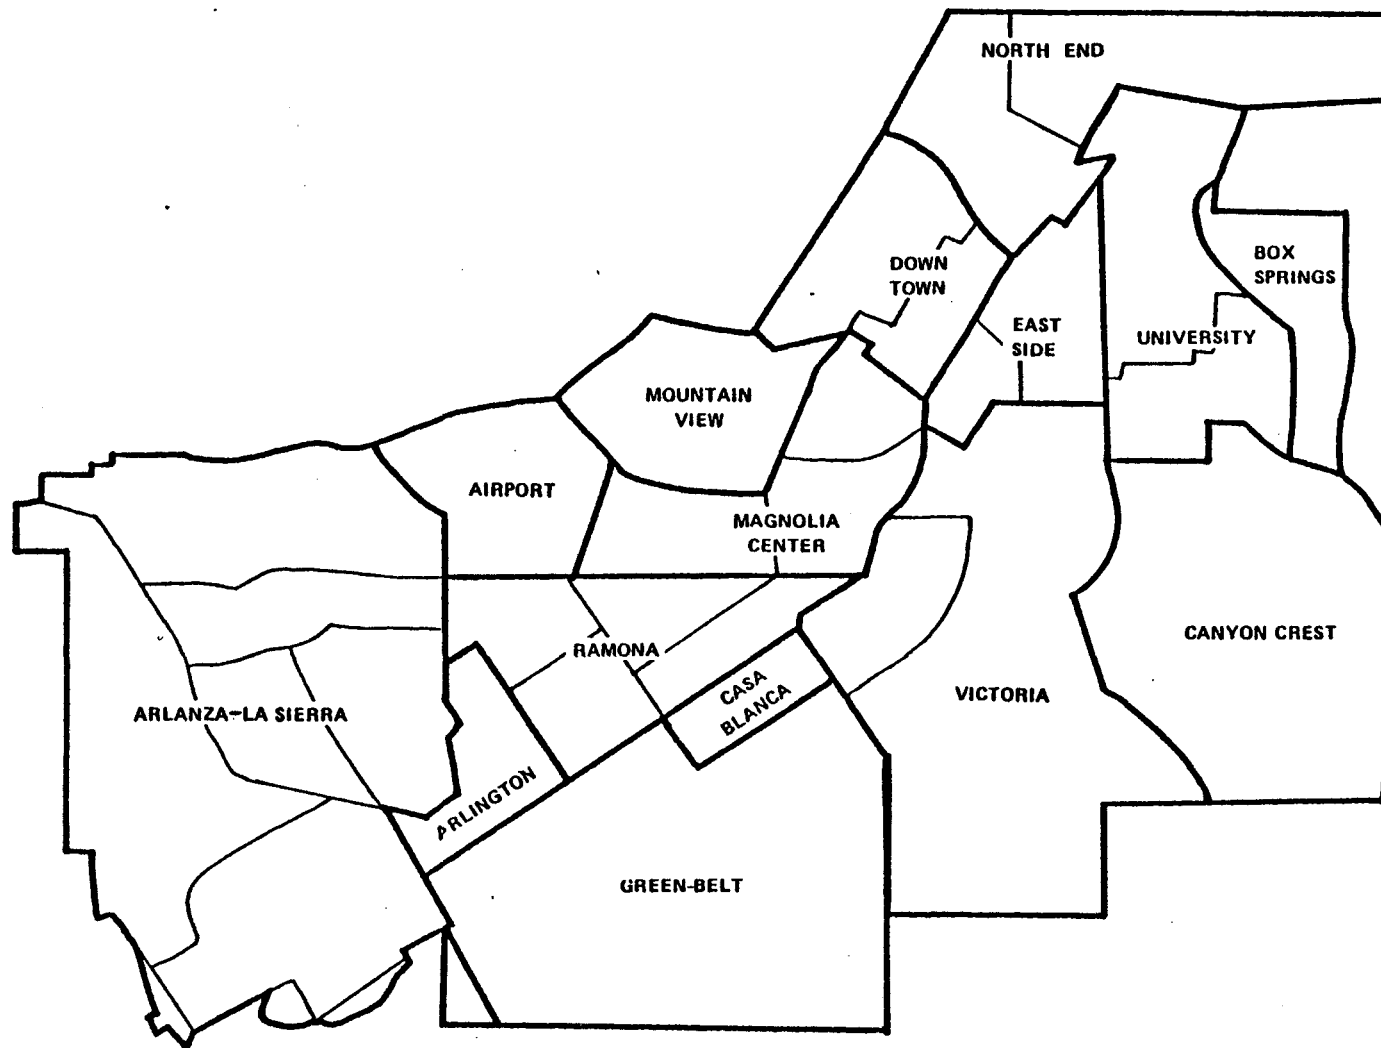 NORTH END
DOWN
TOWN
BOX
SPRINGS
EAST
SIDE
UNIVERSITY
MOUNTAIN
VIEW
AIRPORT
MAGNOLIA
CENTER
CANYON CREST
RAMONA
CASA
BLANCA
VICTORIA
ARLANZA-LA SIERRA
ARLINGTON
GREEN-BELT